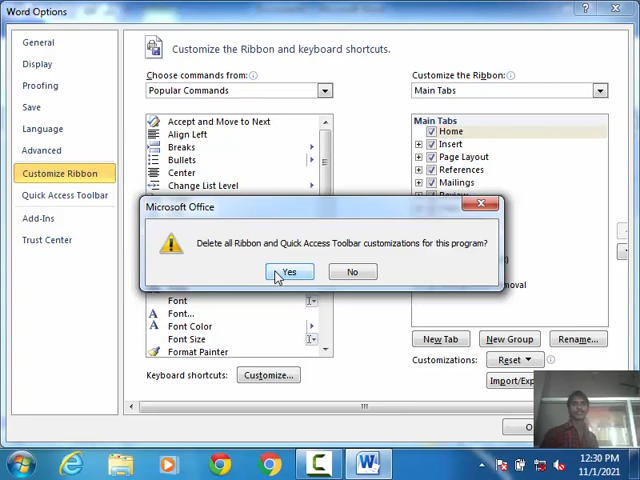 Word Options
General
Display
Proofing
Save
Language
Advanced
Customize Ribbon
Quick Access Toolbar
Add-Ins
Trust Center
Customize the Ribbon and keyboard shortcuts.
Choose commands from:
Popular Commands
Accept and Move to Next
Align Left
Breaks
Bullets
Center
Change List Level
Customize the Ribbon:
Main Tabs
Main Tabs
Home
Insert
Page Layout
References
Mailings
Microsoft Office
Delete all Ribbon and Quick Access Toolbar customizations for this program?
Yes
No
Font
Font...
Font Color
Font Size
Format Painter
Keyboard shortcuts:
Customize...
New Tab
New Group
Rename...
Customizations:
Reset
12:30 PM
11/1/2021